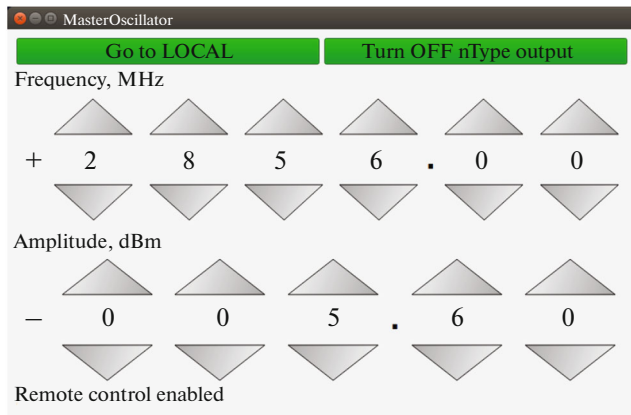 MasterOscillator
Go to LOCAL Turn OFF nType output
Frequency, MHz
+ 2 8 5 6 . 0 0
Amplitude, dBm
– 0 0 5 . 6 0
Remote control enabled